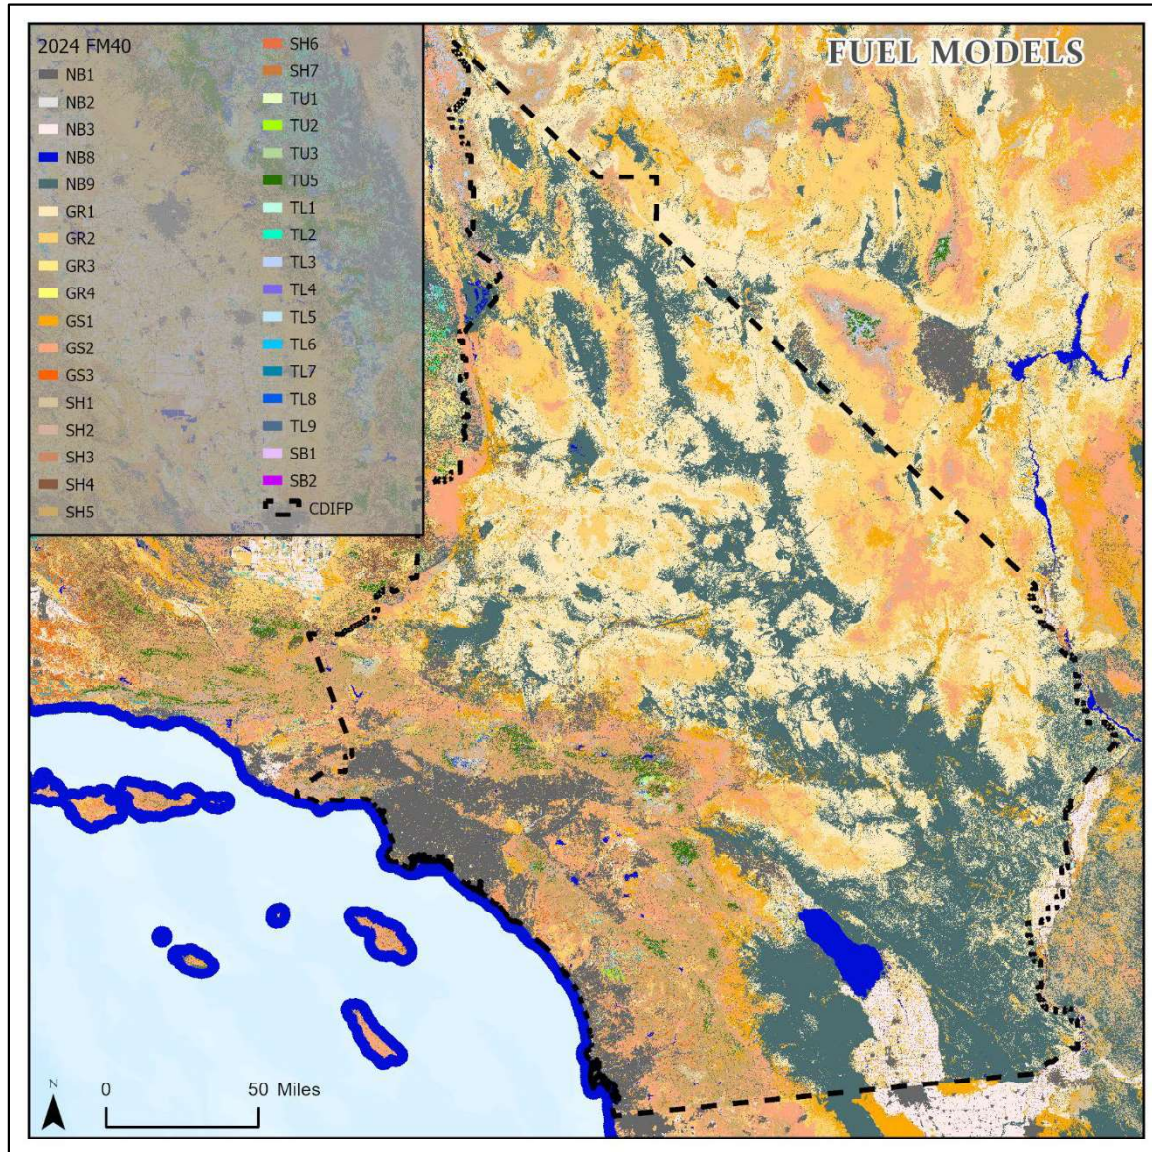 FUEL MODELS
2024 FM40
NB1
NB2
NB3
NB8
NB9
GR1
GR2
GR3
GR4
GS1
GS2
GS3
SH1
SH2
SH3
SH4
SH5
SH6
SH7
TU1
TU2
TU3
TU5
TL1
TL2
TL3
TL4
TL5
TL6
TL7
TL8
TL9
SB1
SB2
CDIFP
N
0 50 Miles